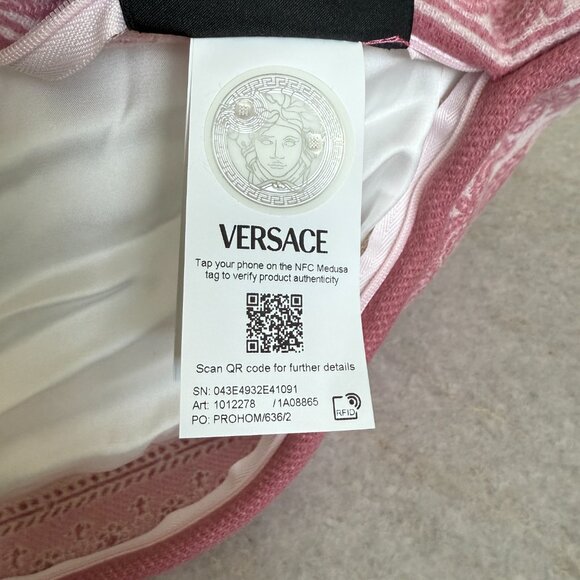 VERSACE
Tap your phone on the NFC Medusa
tag to verify product authenticity
Scan QR code for further details
SN: 043E4932E41091
Art: 1012278 /1A08865
PO: PROHOM/636/2
RFID